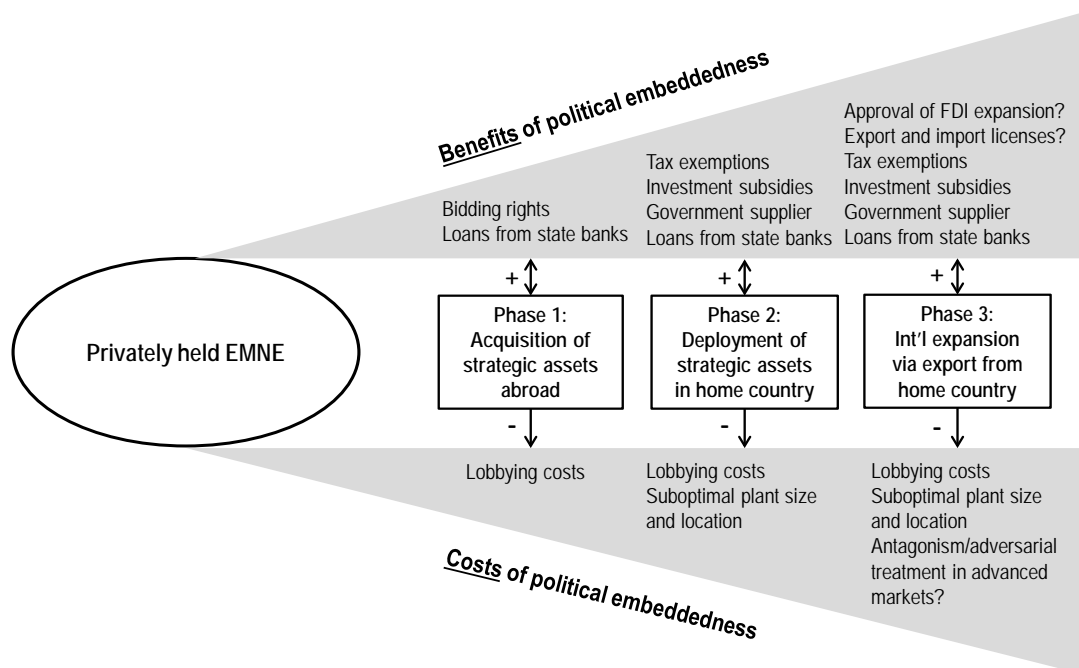 Benefits of political embeddedness
Approval of FDI expansion?
Export and import licenses?
Tax exemptions
Investment subsidies
Government supplier
Loans from state banks
Tax exemptions
Investment subsidies
Government supplier
Loans from state banks
Bidding rights
Loans from state banks
+
+
+
Privately held EMNE
Phase 1:
Acquisition of
strategic assets
abroad
Phase 2:
Deployment of
strategic assets
in home country
Phase 3:
Int'l expansion
via export from
home country
-
-
-
Lobbying costs
Lobbying costs
Suboptimal plant size
and location
Lobbying costs
Suboptimal plant size
and location
Antagonism/adversarial
treatment in advanced
markets?
Costs of political embeddedness